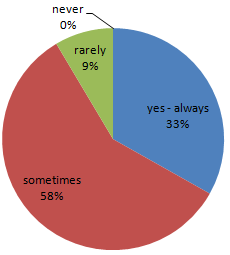 never
0%
rarely
9%
yes - always
33%
sometimes
58%